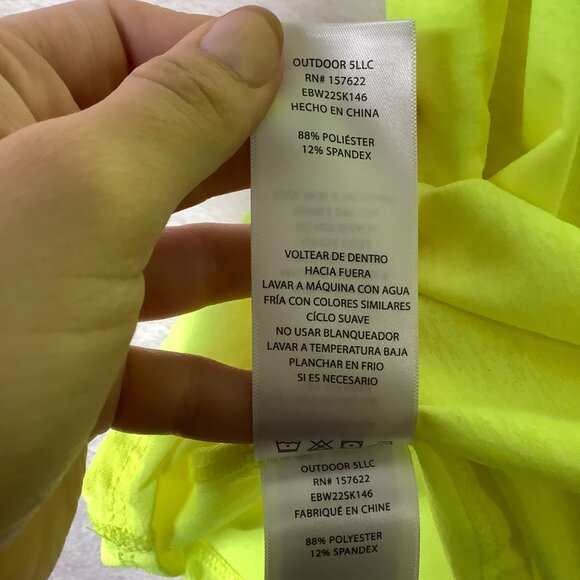 OUTDOOR 5LLC
RN# 157622
EBW22SK146
HECHO EN CHINA
88% POLIÉSTER
12% SPANDEX
VOLTEAR DE DENTRO
HACIA FUERA
LAVAR A MÁQUINA CON AGUA
FRÍA CON COLORES SIMILARES
CÍCLO SUAVE
NO USAR BLANQUEADOR
LAVAR A TEMPERATURA BAJA
PLANCHAR EN FRIO
SI ES NECESARIO
OUTDOOR 5LLC
RN# 157622
EBW22SK146
FABRIQUÉ EN CHINE
88% POLYESTER
12% SPANDEX